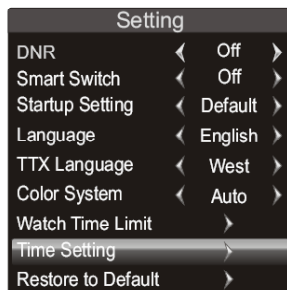 Setting
DNR Off
Smart Switch Off
Startup Setting Default
Language English
TTX Language West
Color System Auto
Watch Time Limit
Time Setting
Restore to Default